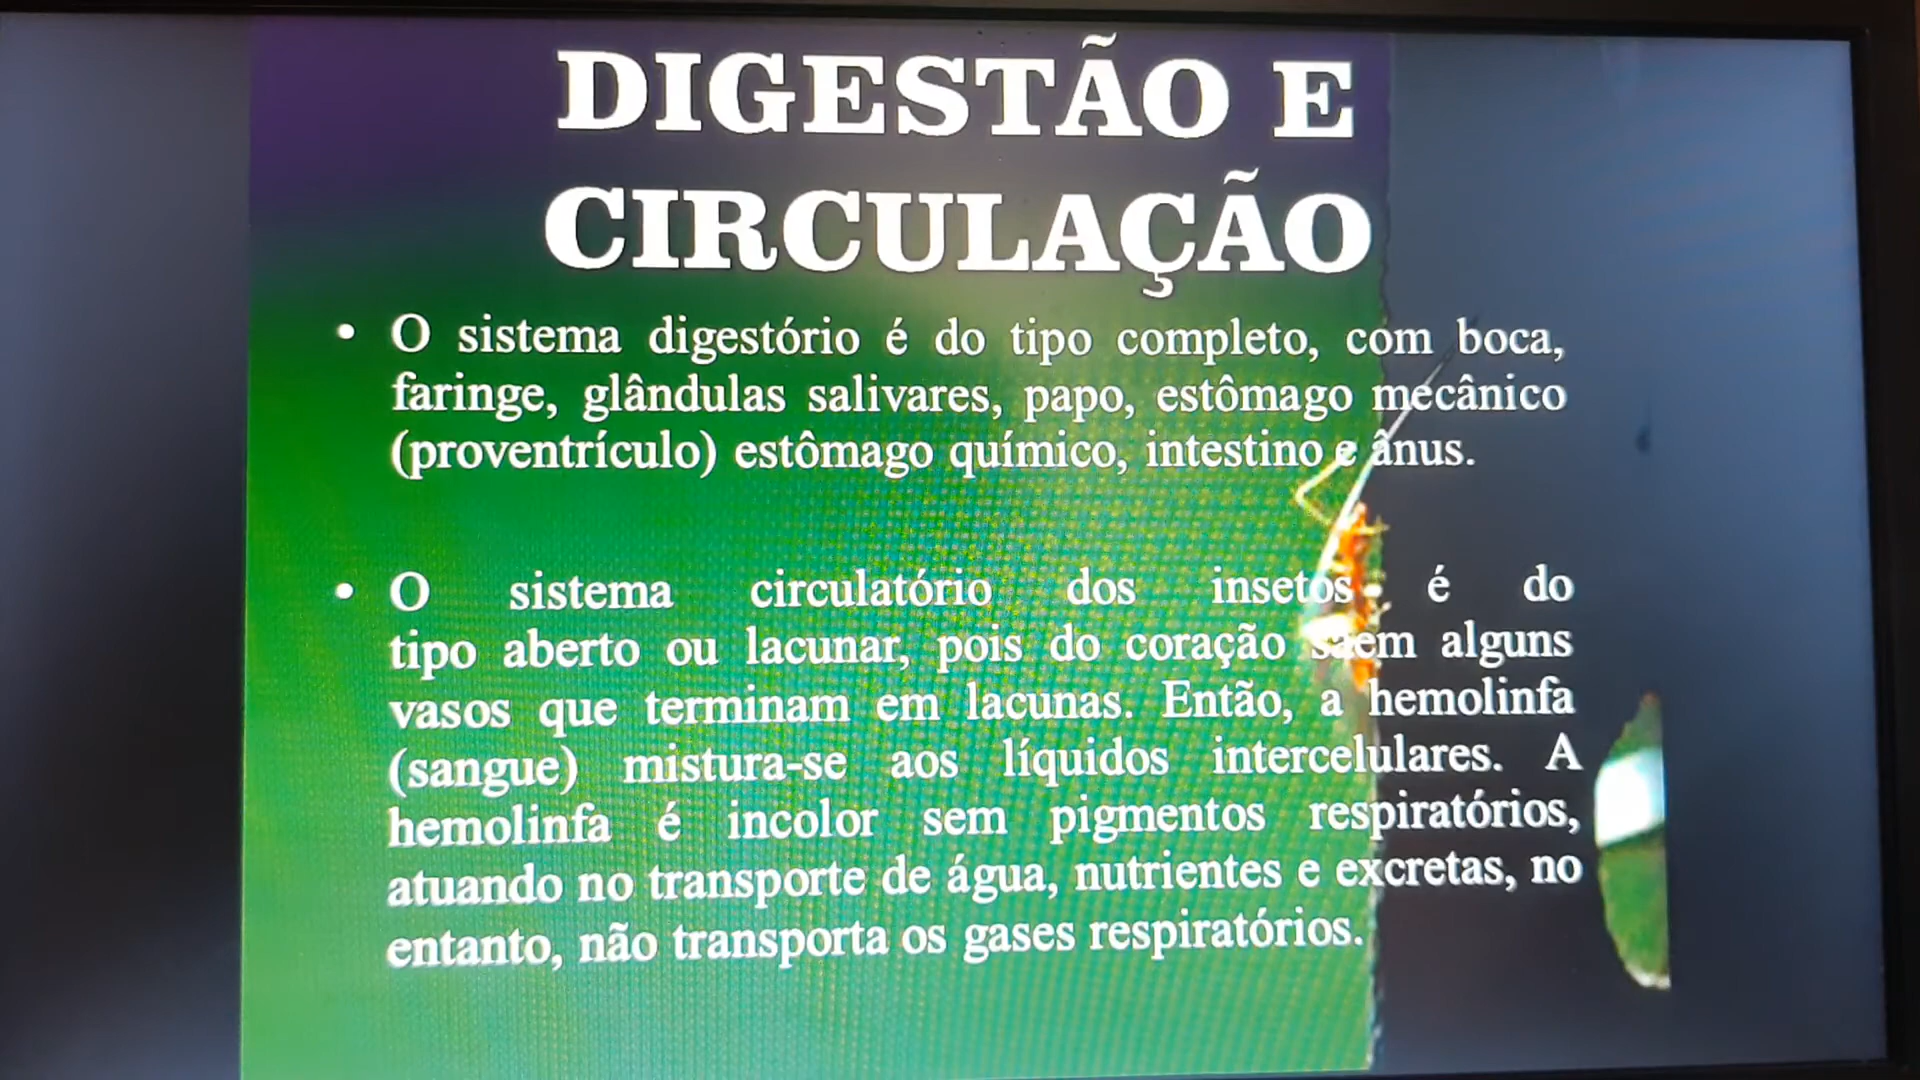 DIGESTÃO E
CIRCULAÇÃO
• O sistema digestório é do tipo completo, com boca,
faringe, glândulas salivares, papo, estômago mecânico
(proventrículo) estômago químico, intestino e ânus.
• O sistema circulatório dos insetos é do
tipo aberto ou lacunar, pois do coração saem alguns
vasos que terminam em lacunas. Então, a hemolinfa
(sangue) mistura-se aos líquidos intercelulares. A
hemolinfa é incolor sem pigmentos respiratórios,
atuando no transporte de água, nutrientes e excretas, no
entanto, não transporta os gases respiratórios.